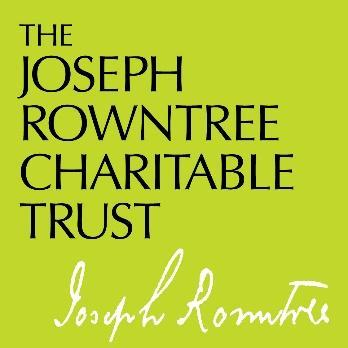 THE
JOSEPH
ROWNTREE
CHARITABLE
TRUST
Joseph Rowntree